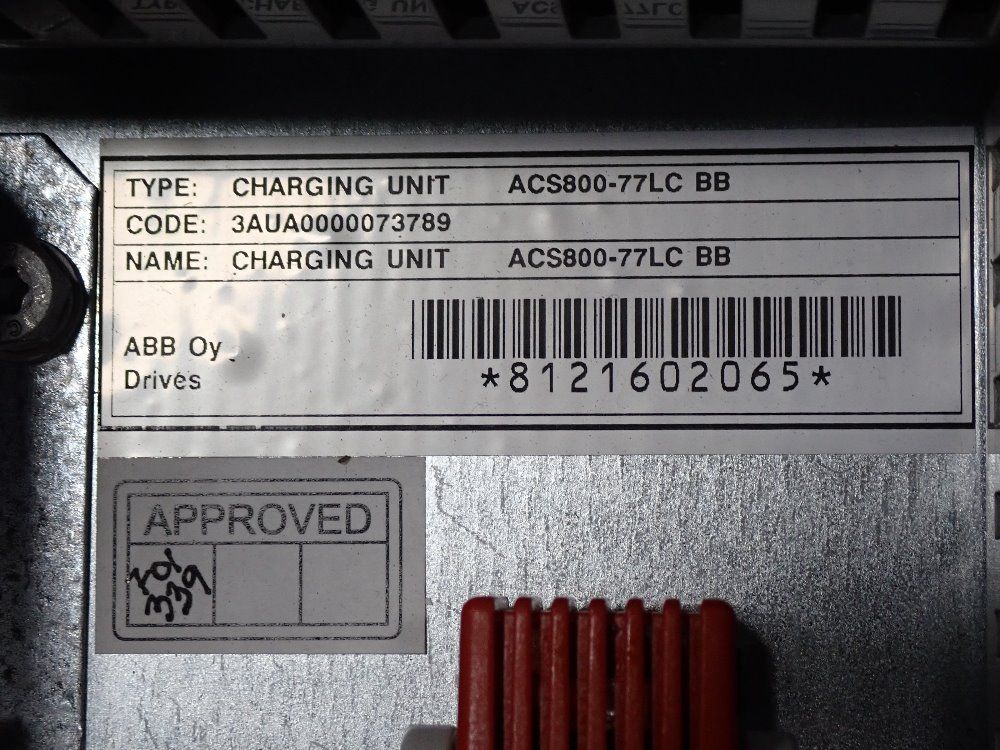 TYPE: CHARGING UNIT ACS800-77LC BB
CODE: 3AUA0000073789
NAME: CHARGING UNIT ACS800-77LC BB
ABB Oy
Drives
*8121602065*
APPROVED
339